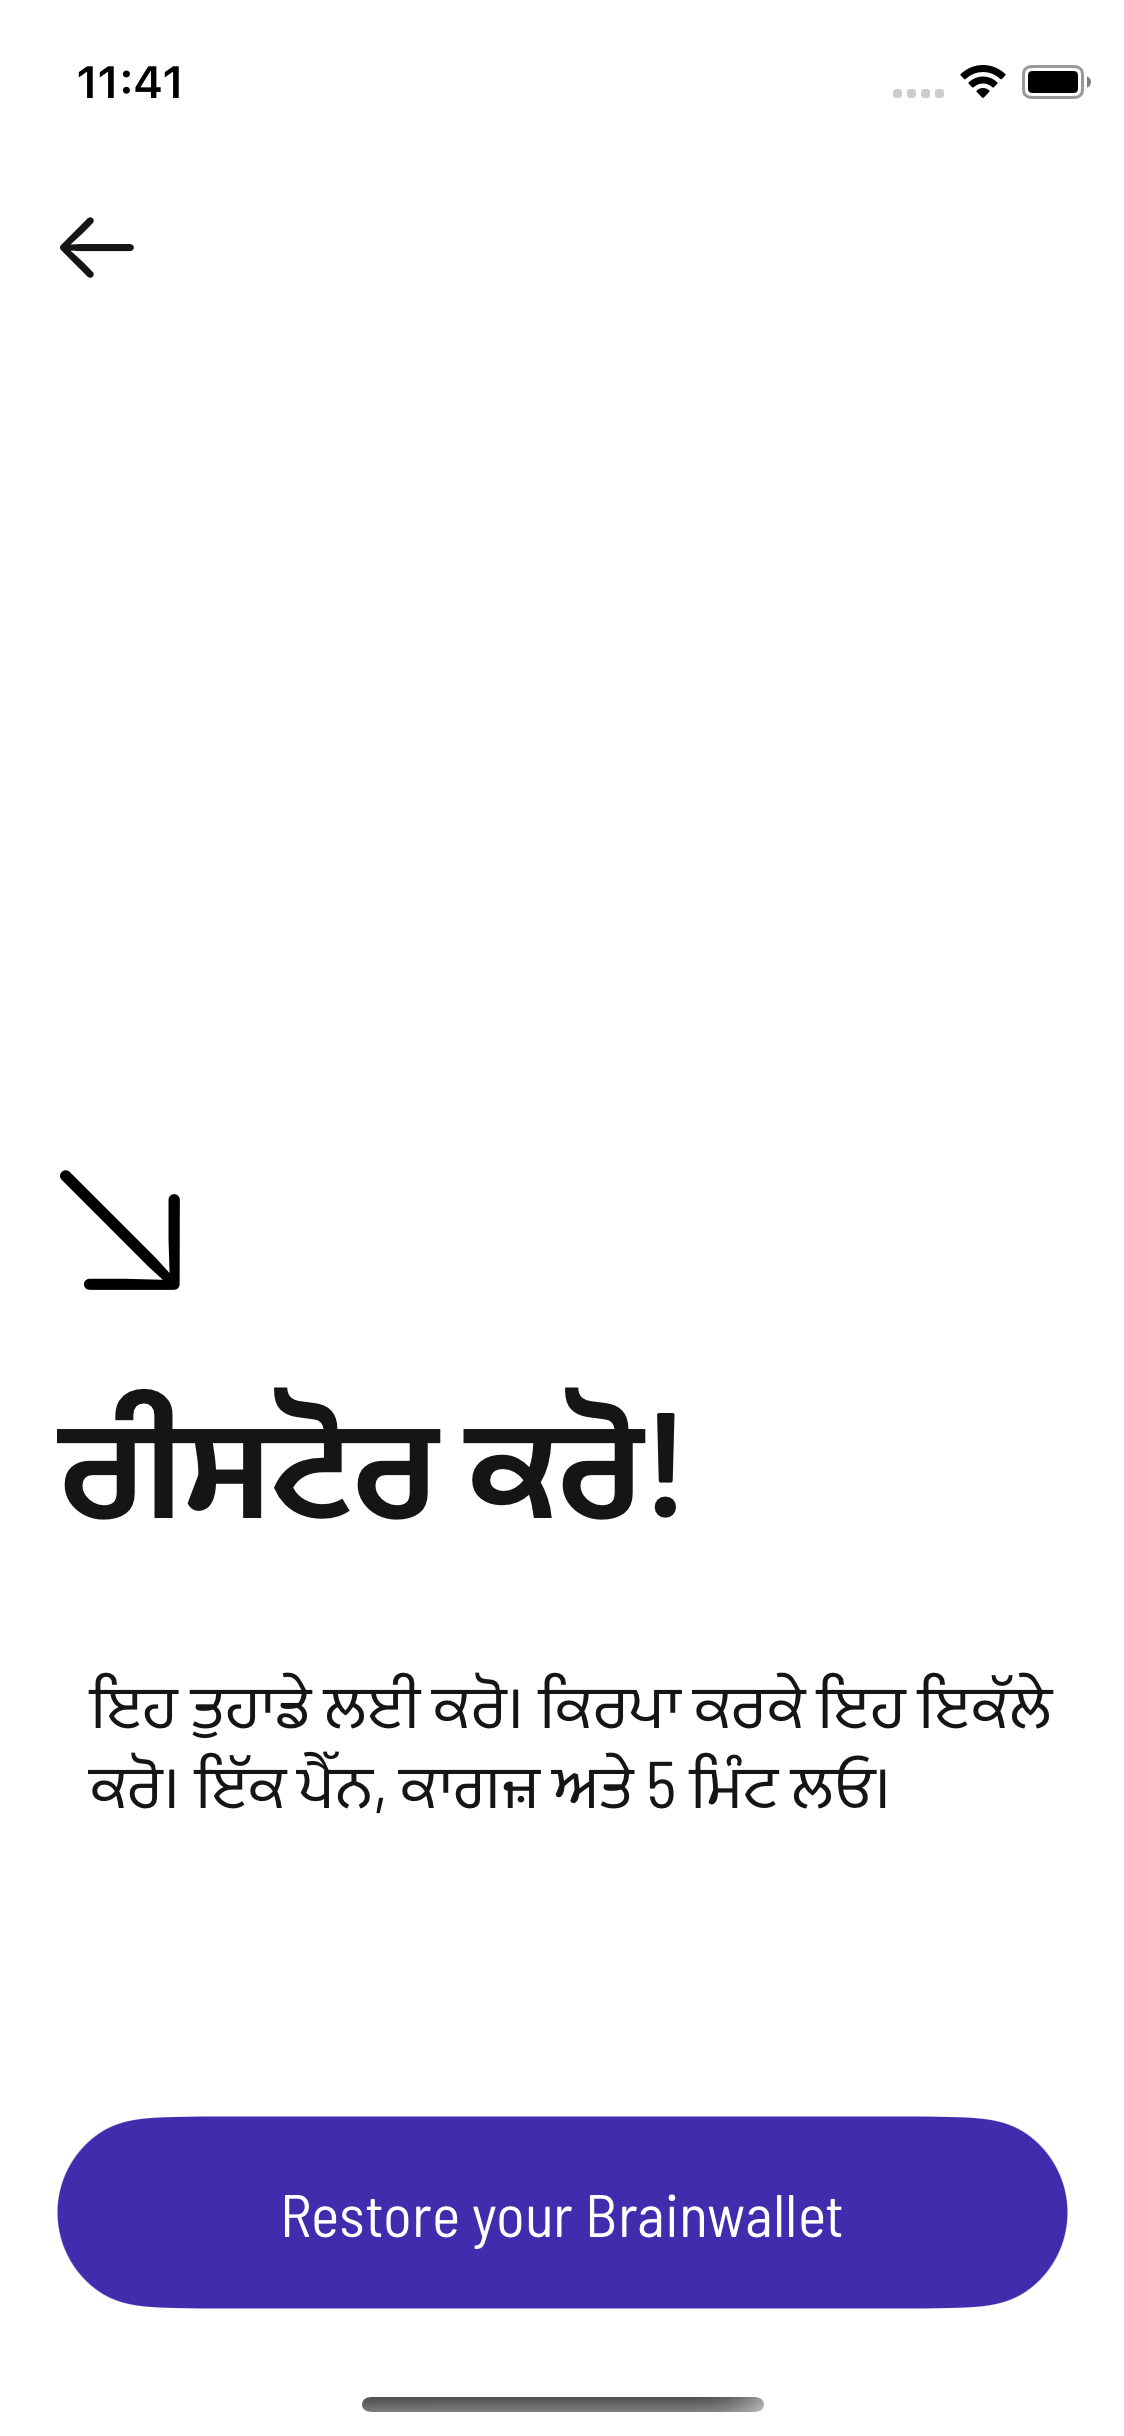 11:41
ਰੀਸਟੋਰ ਕਰੋ!
ਇਹ ਤੁਹਾਡੇ ਲਈ ਕਰੋ। ਕਿਰਪਾ ਕਰਕੇ ਇਹ ਇਕੱਲੇ
ਕਰੋ। ਇੱਕ ਪੈੱਨ, ਕਾਗਜ਼ ਅਤੇ 5 ਮਿੰਟ ਲਓ।
Restore your Brainwallet